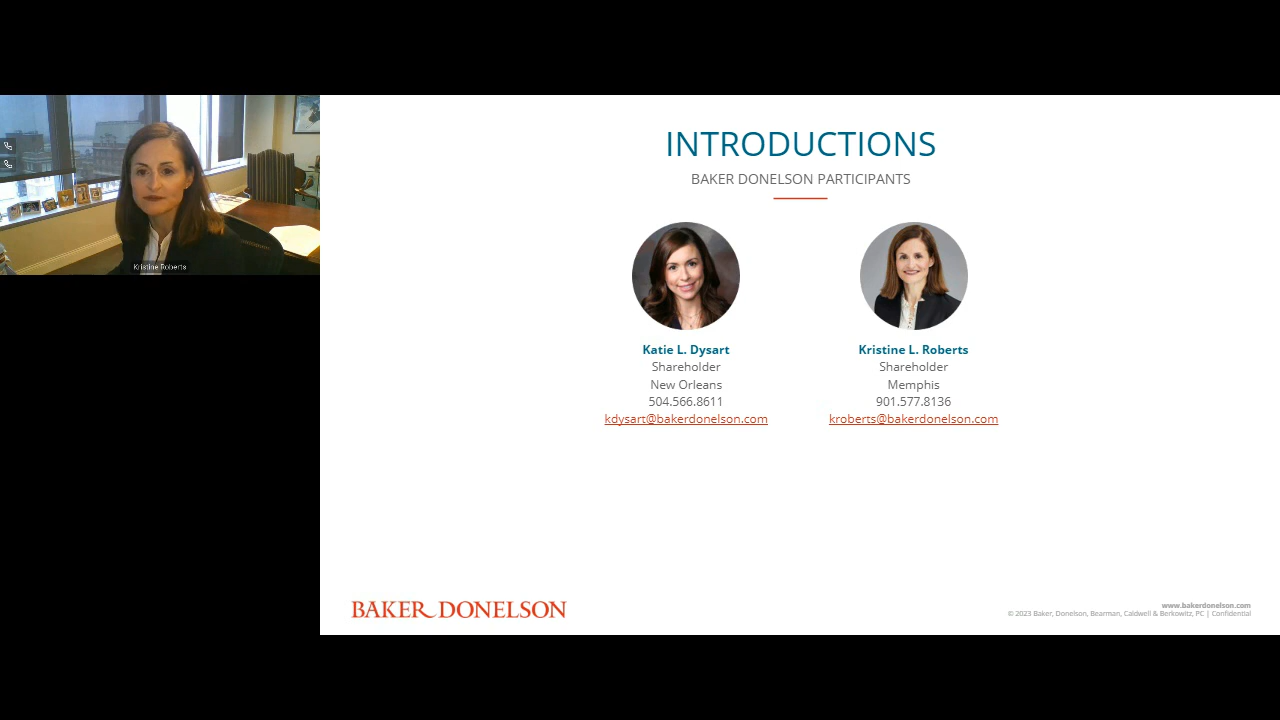 Kristine Roberts
INTRODUCTIONS
BAKER DONELSON PARTICIPANTS
Katie L. Dysart
Shareholder
New Orleans
504.566.8611
kdysart@bakerdonelson.com
Kristine L. Roberts
Shareholder
Memphis
901.577.8136
kroberts@bakerdonelson.com
BAKER DONELSON
www.bakerdonelson.com
© 2023 Baker, Donelson, Bearman, Caldwell & Berkowitz, PC | Confidential